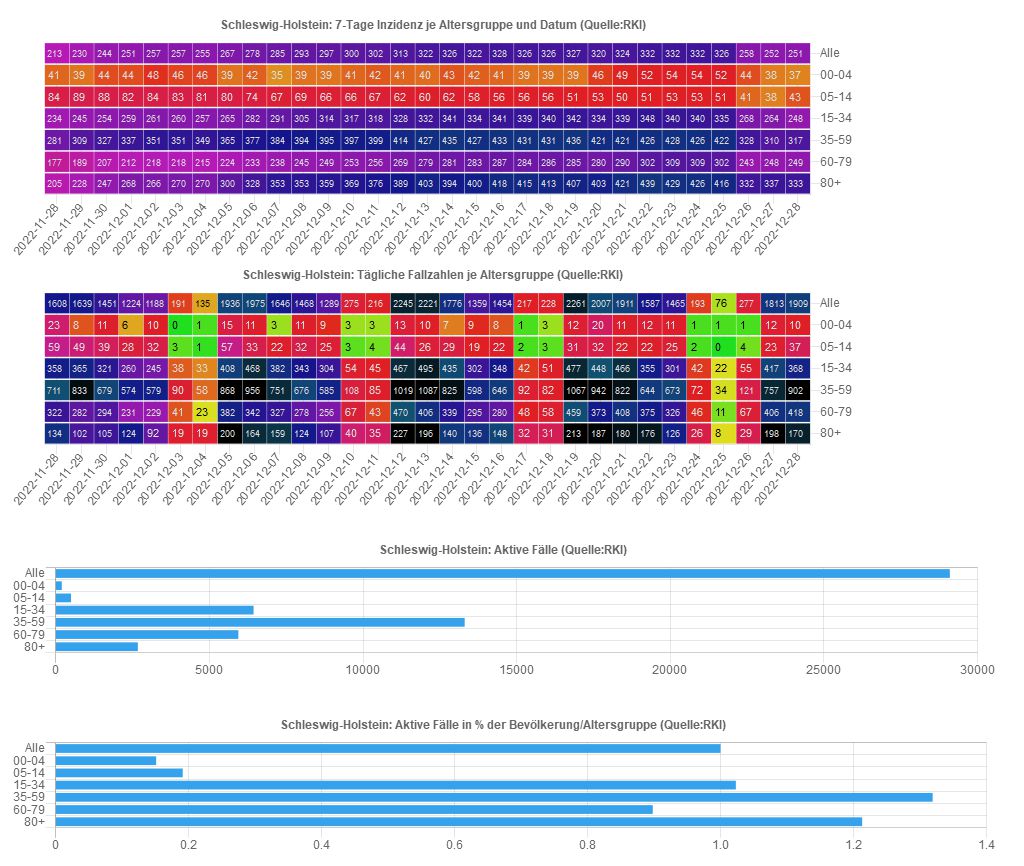 Schleswig-Holstein: 7-Tage Inzidenz je Altersgruppe und Datum (Quelle:RKI)
213 230 244 251 257 257 255 267 278 285 293 297 300 302 313 322 326 322 328 326 326 327 320 324 332 332 332 326 258 252 251 Alle
41 39 44 44 48 46 46 39 42 35 39 39 41 42 41 40 43 42 41 39 39 39 46 49 52 54 54 52 44 38 37 00-04
84 89 88 82 84 83 81 80 74 67 69 66 66 67 62 60 62 58 56 56 56 51 53 50 51 53 53 51 41 38 43 05-14
234 245 254 259 261 260 257 265 282 291 305 314 339 348 340 340 335 268 264 248 15-34
281 309 327 337 351 351 349 365 377 384 394 395 397 399 414 427 435 427 433 431 431 436 421 421 426 428 426 422 328 310 317 35-59
177 189 207 212 218 218 215 224 233 238 245 249 253 256 269 279 281 283 287 284 286 285 280 290 302 309 309 302 243 248 249 60-79
205 228 247 268 266 270 270 300 328 353 353 359 369 376 389 403 394 400 418 415 413 407 403 421 439 429 426 416 332 337 333 80+
2022-11-28 2022-11-29 2022-11-30 2022-12-01 2022-12-02 2022-12-03 2022-12-04 2022-12-05 2022-12-06 2022-12-07 2022-12-08 2022-12-09 2022-12-10 2022-12-11 2022-12-12 2022-12-13 2022-12-14 2022-12-15 2022-12-16 2022-12-17 2022-12-18 2022-12-19 2022-12-20 2022-12-21 2022-12-22 2022-12-23 2022-12-24 2022-12-25 2022-12-26 2022-12-27 2022-12-28
Schleswig-Holstein: Tägliche Fallzahlen je Altersgruppe (Quelle:RKI)
1608 1639 1451 1224 1188 191 135 1936 1975 1646 1468 1289 275 216 2245 2221 1776 1359 1454 217 228 2261 2007 1911 1587 1465 193 76 277 1813 1909 Alle
23 8 11 6 10 0 1 15 11 3 11 9 3 3 13 10 7 9 8 1 3 12 20 11 12 11 1 1 1 12 10 00-04
59 49 39 28 32 3 1 57 33 22 32 25 3 4 44 26 29 19 22 2 3 31 32 22 22 25 2 0 4 23 37 05-14
358 365 321 260 245 38 33 408 468 382 343 304 54 45 467 495 435 302 348 42 51 477 448 466 355 301 42 22 55 417 368 15-34
711 833 679 574 579 90 58 868 956 751 676 585 108 85 1019 1087 825 598 646 92 82 1067 942 822 644 673 72 34 121 757 902 35-59
322 282 294 231 229 41 23 382 342 327 278 256 67 43 470 406 339 295 280 48 58 459 373 408 375 326 46 11 67 406 418 60-79
134 102 105 124 92 19 19 200 164 159 124 107 40 35 227 196 140 136 148 32 31 213 187 180 176 126 26 8 29 198 170 80+
2022-11-28 2022-11-29 2022-11-30 2022-12-01 2022-12-02 2022-12-03 2022-12-04 2022-12-05 2022-12-06 2022-12-07 2022-12-08 2022-12-09 2022-12-10 2022-12-11 2022-12-12 2022-12-13 2022-12-14 2022-12-15 2022-12-16 2022-12-17 2022-12-18 2022-12-19 2022-12-20 2022-12-21 2022-12-22 2022-12-23 2022-12-24 2022-12-25 2022-12-26 2022-12-27 2022-12-28
Schleswig-Holstein: Aktive Fälle (Quelle:RKI)
Alle
00-04
05-14
15-34
35-59
60-79
80+
0 5000 10000 15000 20000 25000 30000
Schleswig-Holstein: Aktive Fälle in % der Bevölkerung/Altersgruppe (Quelle:RKI)
Alle
00-04
05-14
15-34
35-59
60-79
80+
0 0.2 0.4 0.6 0.8 1.0 1.2 1.4